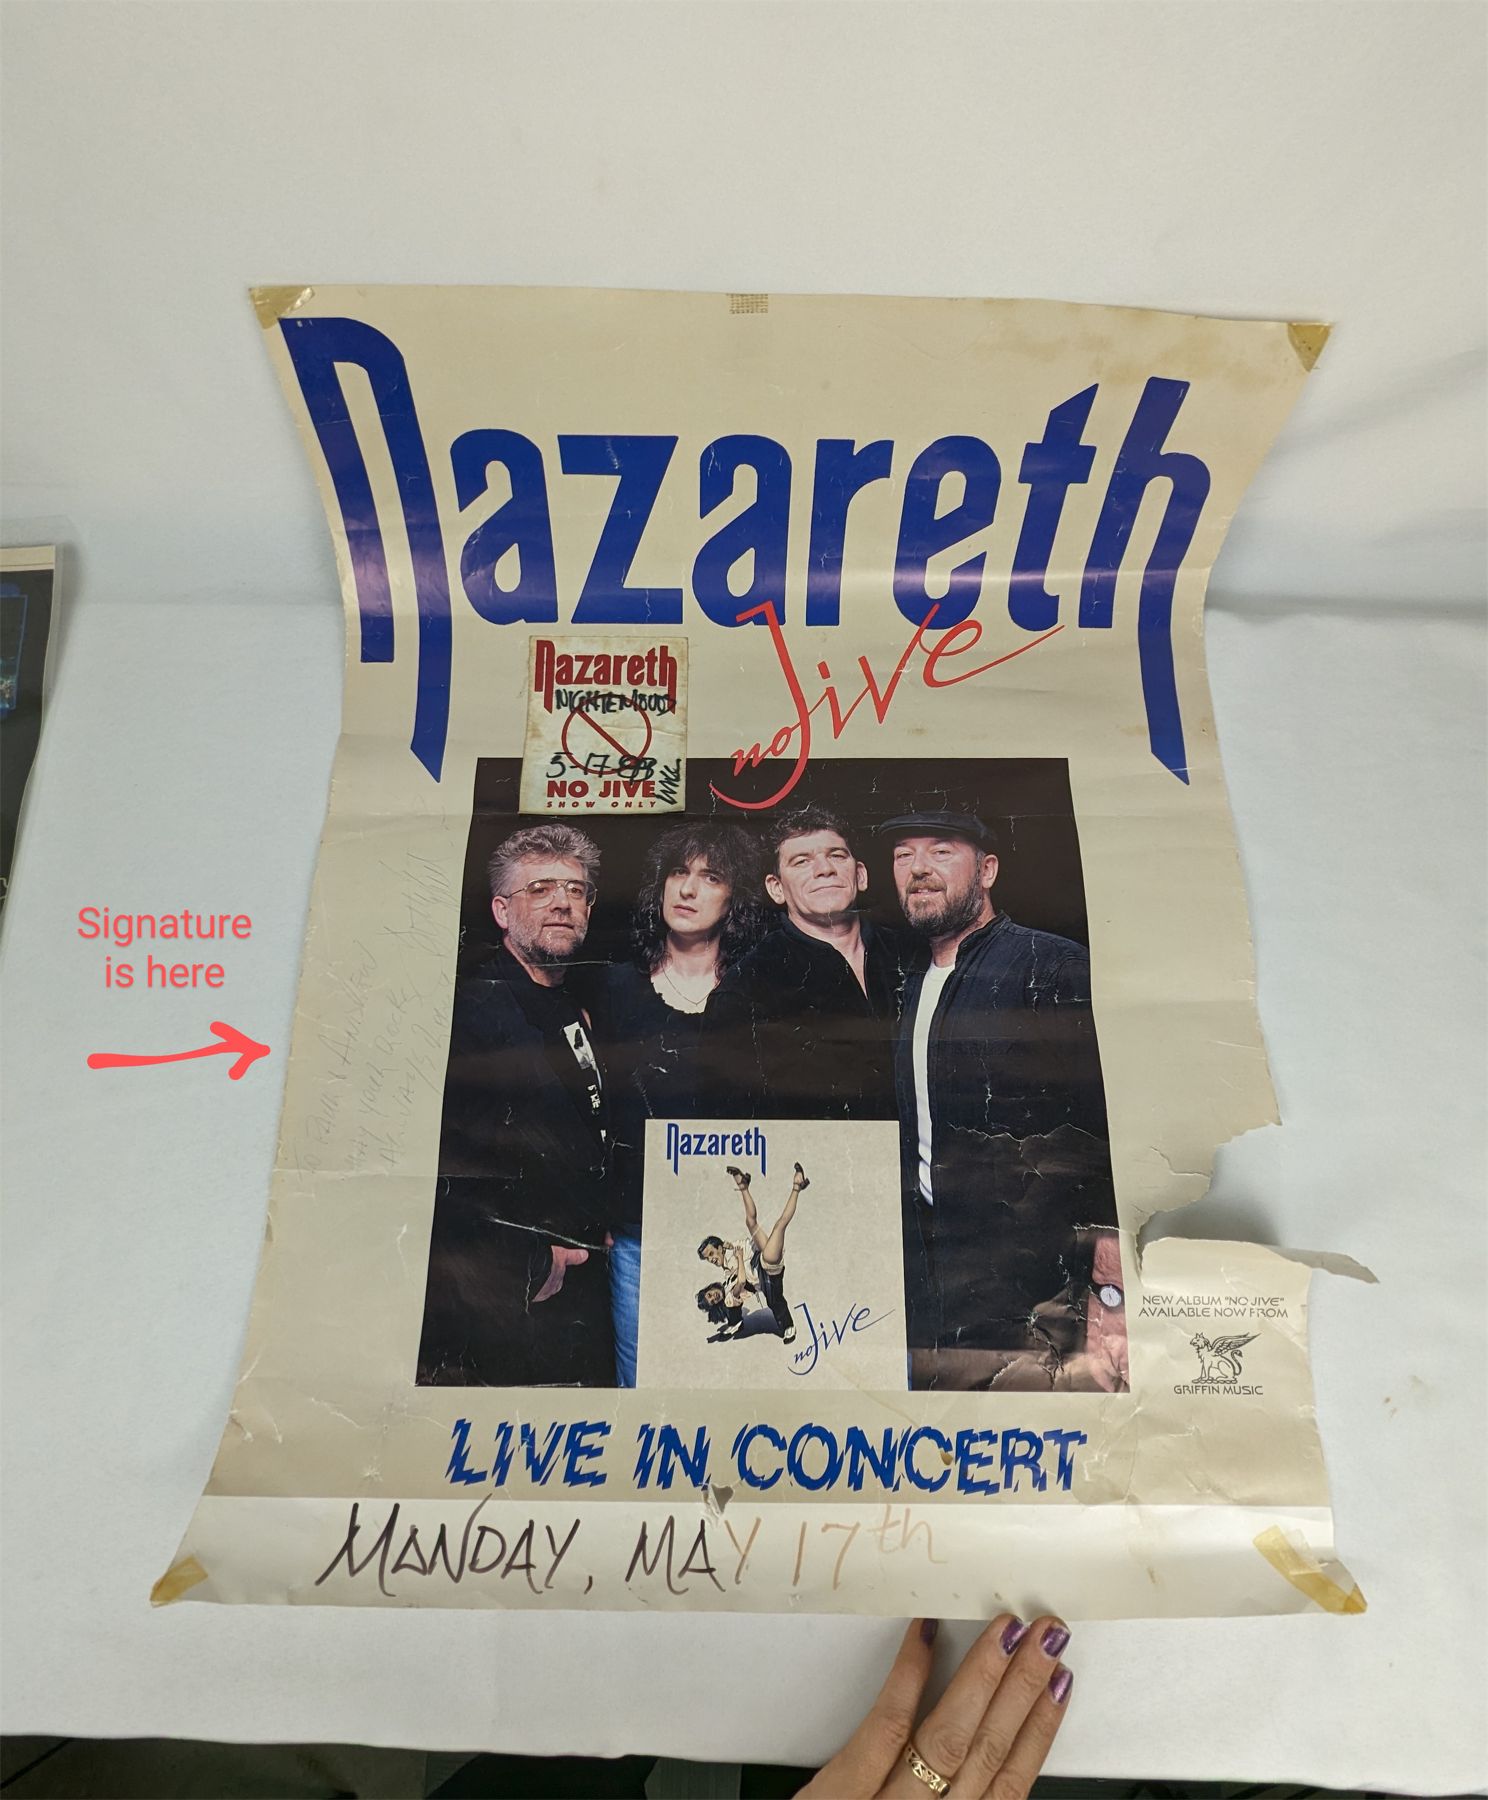 Nazareth
no Jive
Nazareth
NO JIVE
SHOW ONLY
Signature
is here
Nazareth
no Jive
NEW ALBUM "NO JIVE"
AVAILABLE NOW FROM
GRIFFIN MUSIC
LIVE IN CONCERT
MONDAY, MAY 17th